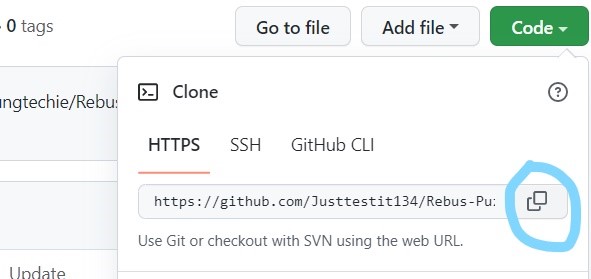 0 tags
Go to file
Add file
Code
Clone
ngtechie/Rebus
HTTPS SSH GitHub CLI
https://github.com/Justtestit134/Rebus-Pu
Use Git or checkout with SVN using the web URL.
Update